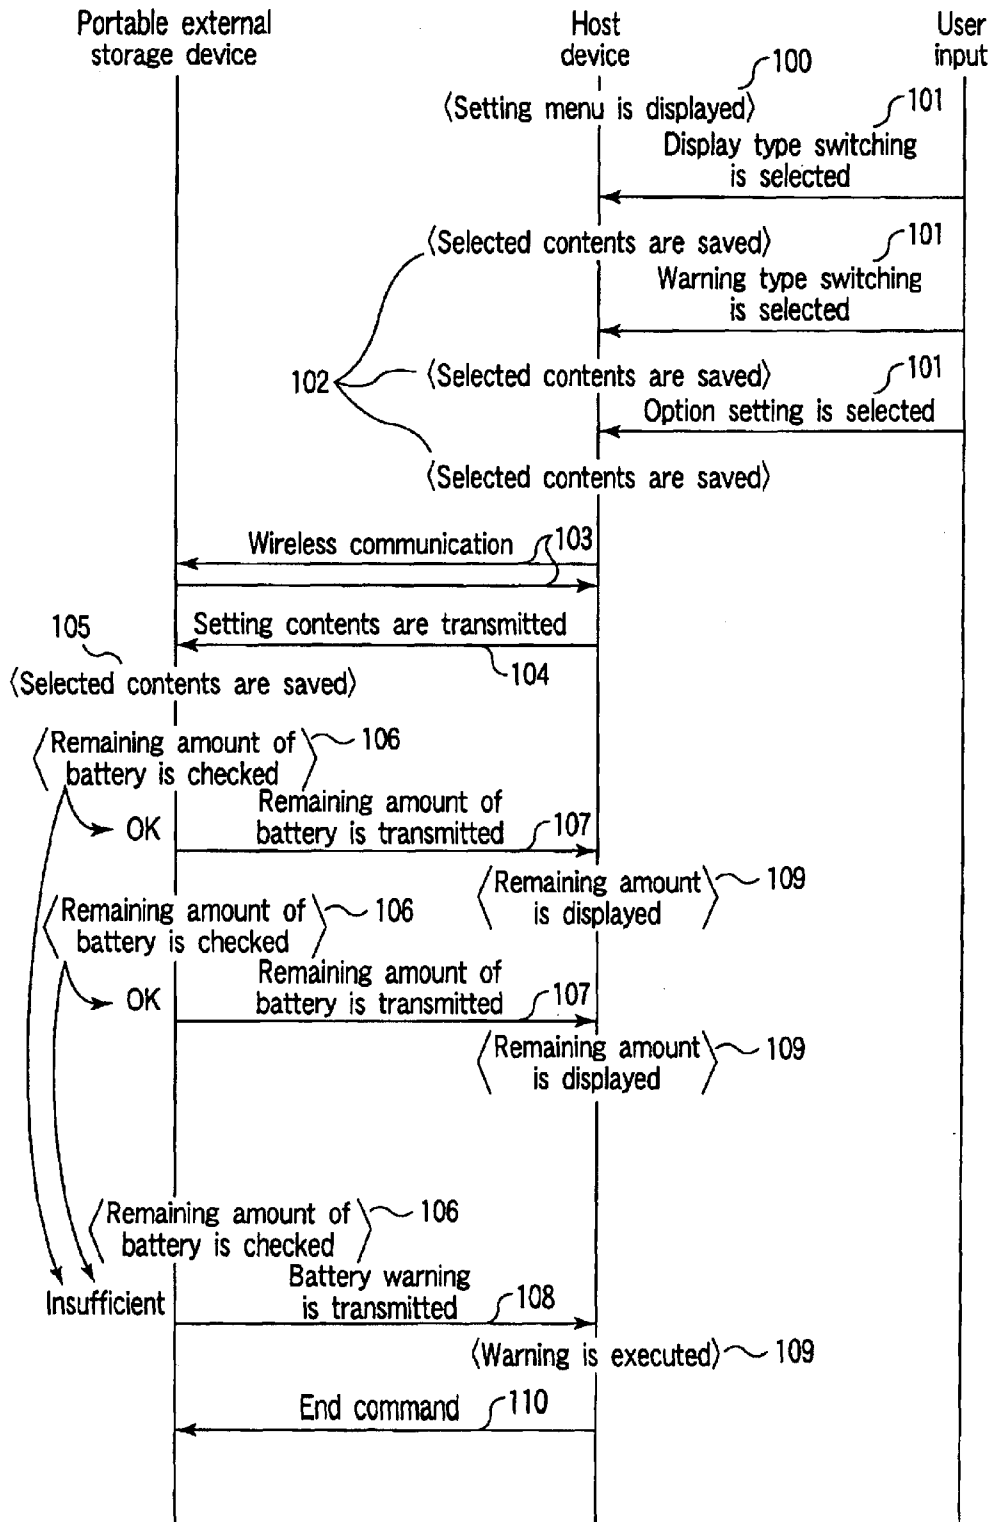 Portable external
storage device
Host
device
User
input
100
〈Setting menu is displayed〉
101
Display type switching
is selected
〈Selected contents are saved〉
101
Warning type switching
is selected
102
〈Selected contents are saved〉
101
Option setting is selected
〈Selected contents are saved〉
Wireless communication
103
Setting contents are transmitted
104
105
〈Selected contents are saved〉
〈Remaining amount of
battery is checked〉
106
OK
Remaining amount of
battery is transmitted
107
〈Remaining amount
is displayed〉
109
〈Remaining amount of
battery is checked〉
106
OK
Remaining amount of
battery is transmitted
107
〈Remaining amount
is displayed〉
109
〈Remaining amount of
battery is checked〉
106
Insufficient
Battery warning
is transmitted
108
〈Warning is executed〉
109
End command
110